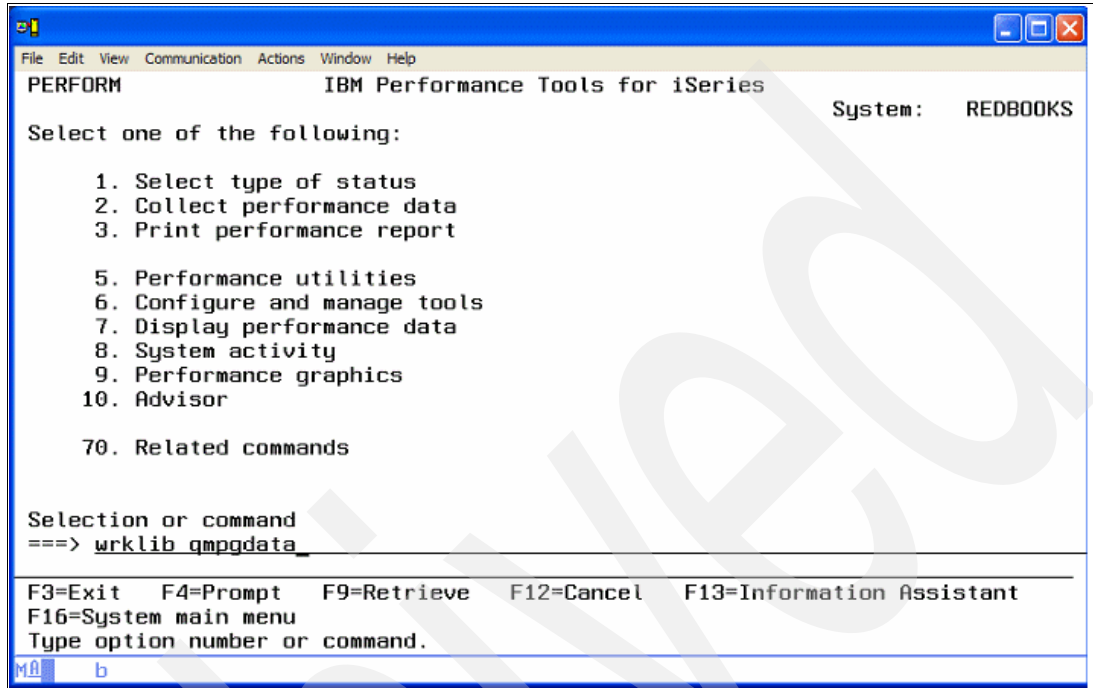 File Edit View Communication Actions Window Help
PERFORM IBM Performance Tools for iSeries
System: REDBOOKS
Select one of the following:
1. Select type of status
2. Collect performance data
3. Print performance report
5. Performance utilities
6. Configure and manage tools
7. Display performance data
8. System activity
9. Performance graphics
10. Advisor
70. Related commands
Selection or command
===> wrklib qmpgdata_
F3=Exit F4=Prompt F9=Retrieve F12=Cancel F13=Information Assistant
F16=System main menu
Type option number or command.
MA b